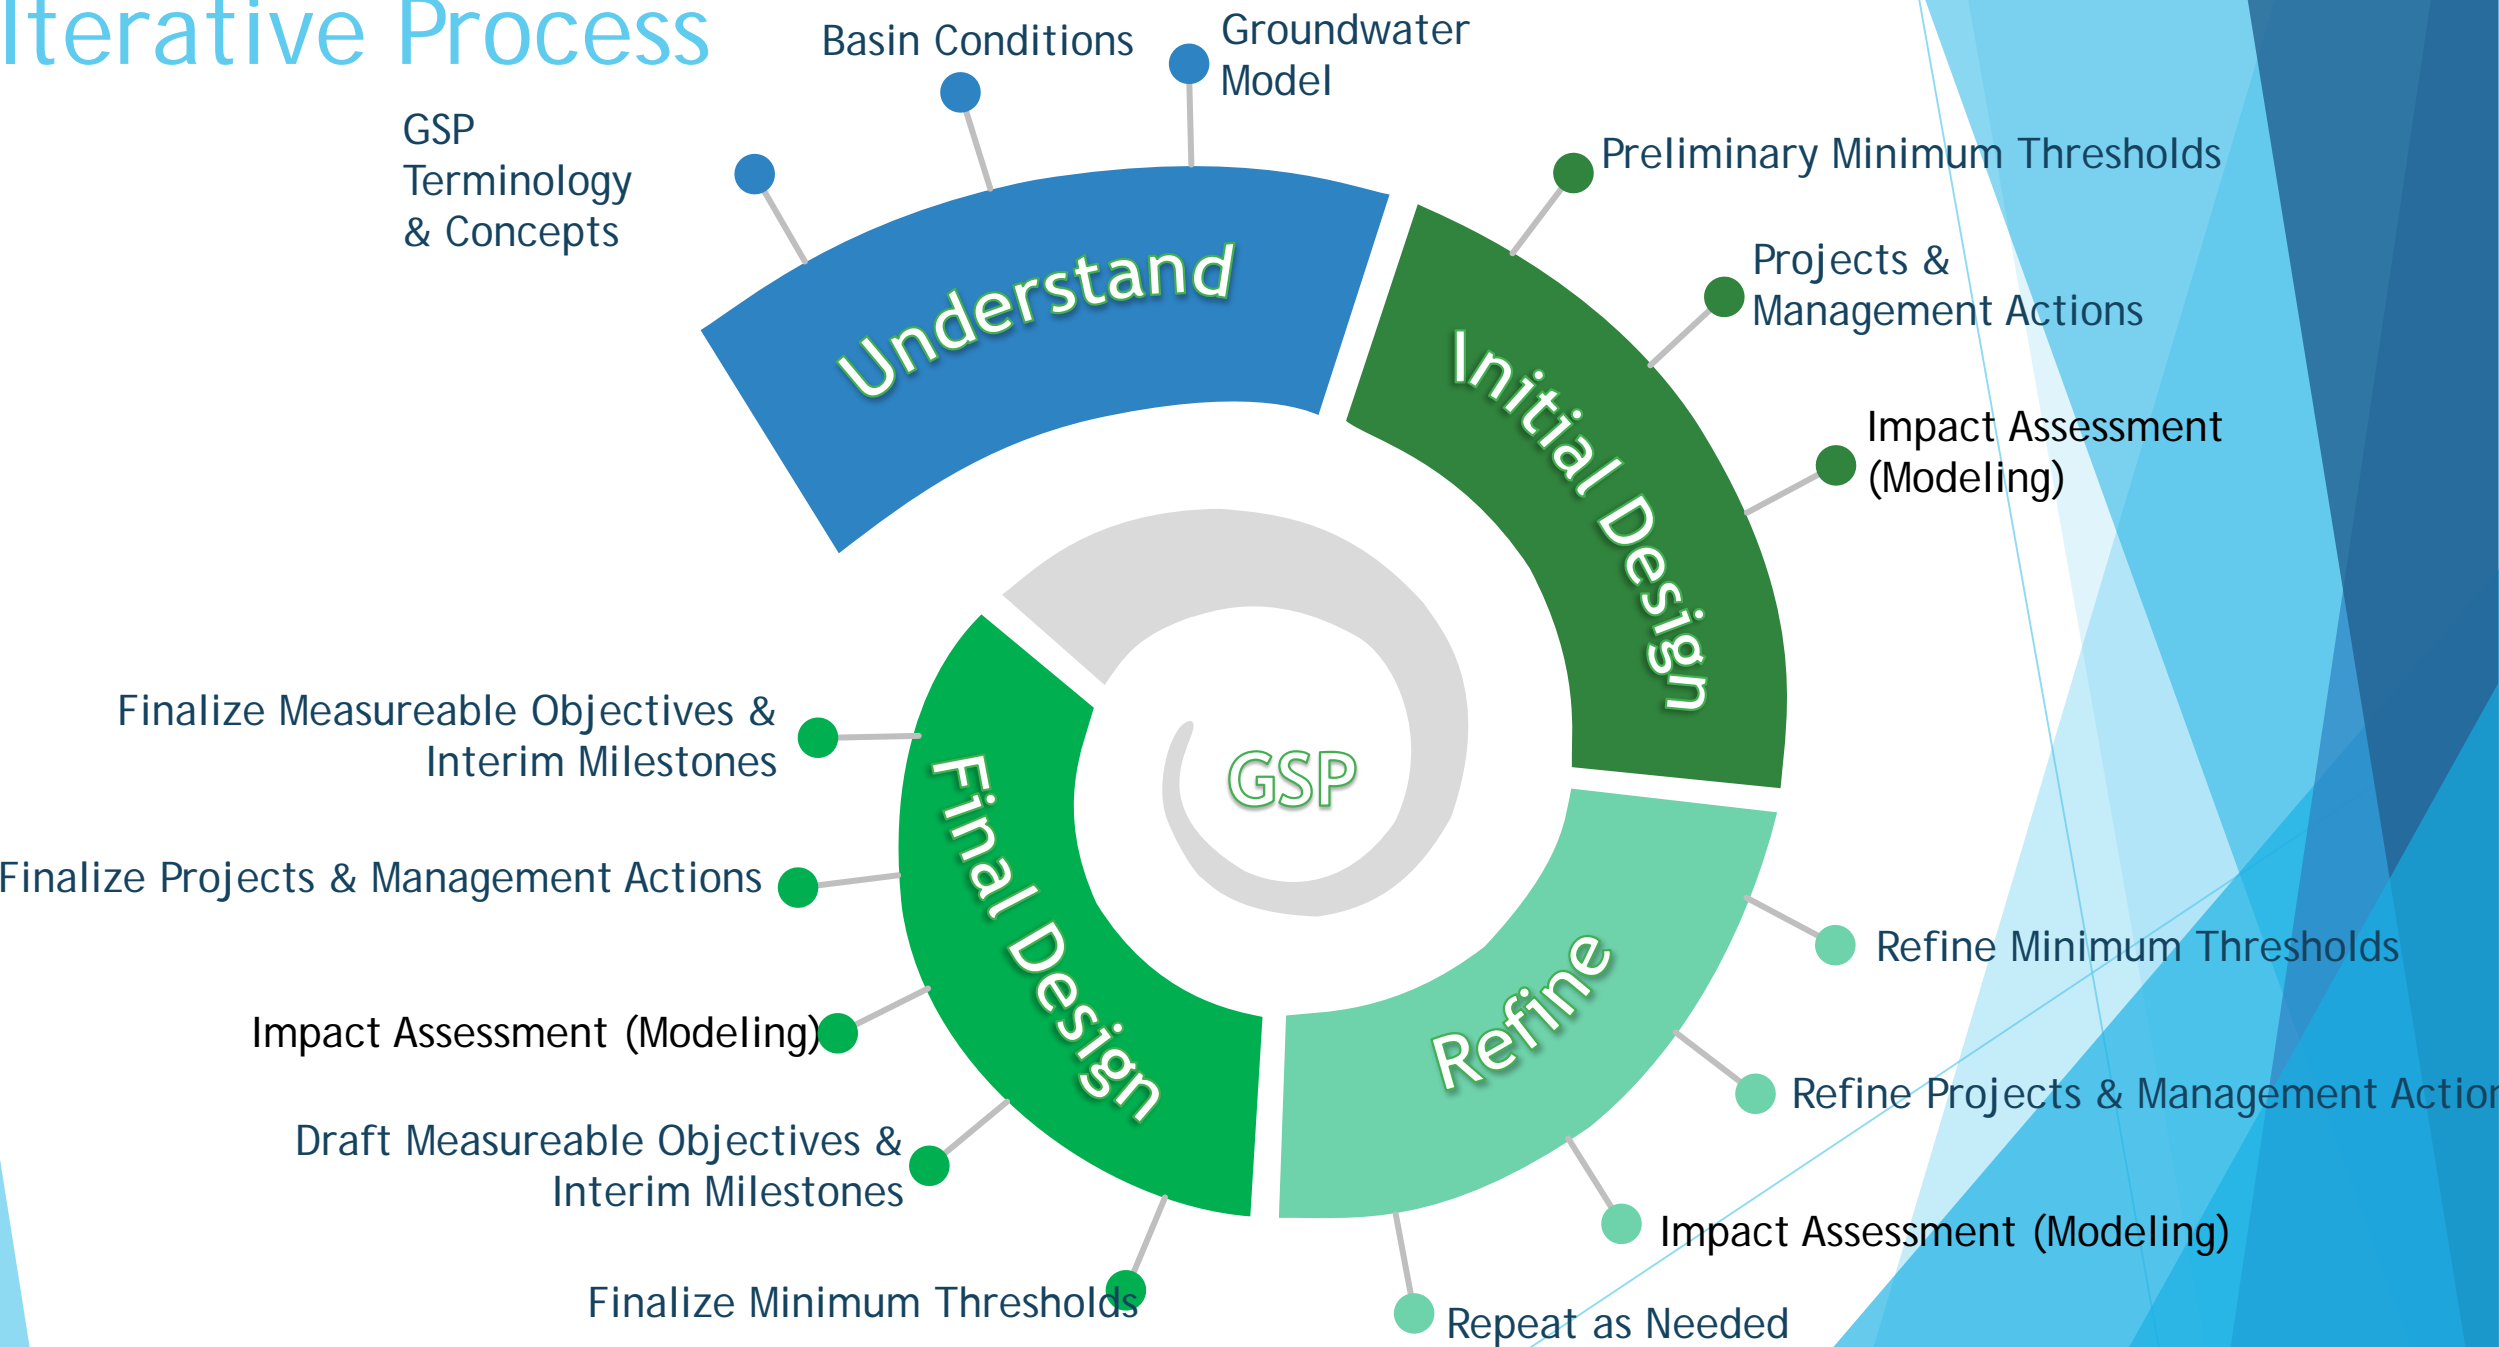 Iterative Process
GSP
Terminology
& Concepts
Basin Conditions
Groundwater
Model
Understand
Preliminary Minimum Thresholds
Projects &
Management Actions
Impact Assessment
(Modeling)
Initial Design
Refine Minimum Thresholds
Refine Projects & Management Action
Impact Assessment (Modeling)
Repeat as Needed
Refine
Finalize Minimum Thresholds
Draft Measureable Objectives &
Interim Milestones
Impact Assessment (Modeling)
Finalize Projects & Management Actions
Finalize Measureable Objectives &
Interim Milestones
Final Design
GSP